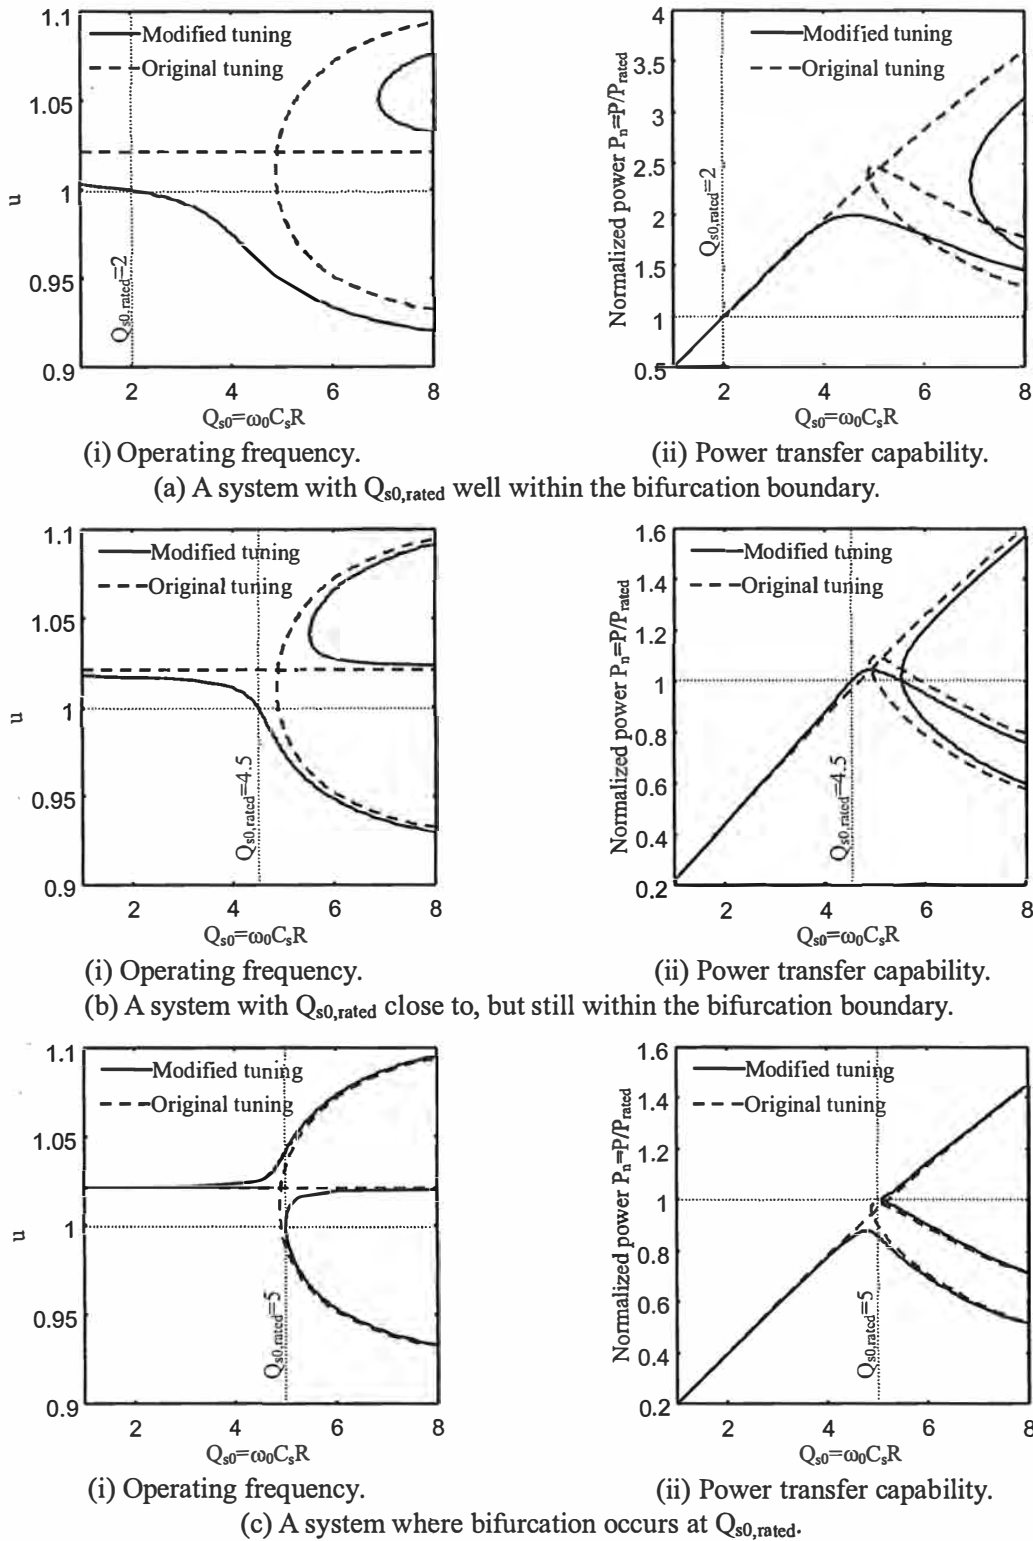 1.1
Modified tuning
Original tuning
1.05
1
0.95
0.9
u
Qs0,rated=2
2 4 6 8
Qs0=ω0CsR
(i) Operating frequency.
4
Modified tuning
Original tuning
3.5
3
2.5
2
1
0.5
Normalized power Pn=P/Prated
Qs0,rated=2
2 4 6 8
Qs0=ω0CsR
(ii) Power transfer capability.
(a) A system with Qs0,rated well within the bifurcation boundary.
1.1
Modified tuning
Original tuning
1.05
1
0.95
0.9
u
Qs0,rated=4.5
2 4 6 8
Qs0=ω0CsR
(i) Operating frequency.
1.6
Modified tuning
Original tuning
1.4
1.2
1
0.8
0.6
0.2
Normalized power Pn=P/Prated
Qs0,rated=4.5
2 4 6 8
Qs0=ω0CsR
(ii) Power transfer capability.
(b) A system with Qs0,rated close to, but still within the bifurcation boundary.
1.1
Modified tuning
Original tuning
1.05
1
0.95
0.9
u
Qs0,rated=5
2 4 6 8
Qs0=ω0CsR
(i) Operating frequency.
1.6
Modified tuning
Original tuning
1.4
1.2
1
0.8
0.6
0.4
0.2
Normalized power Pn=P/Prated
Qs0,rated=5
2 4 6 8
Qs0=ω0CsR
(ii) Power transfer capability.
(c) A system where bifurcation occurs at Qs0,rated.